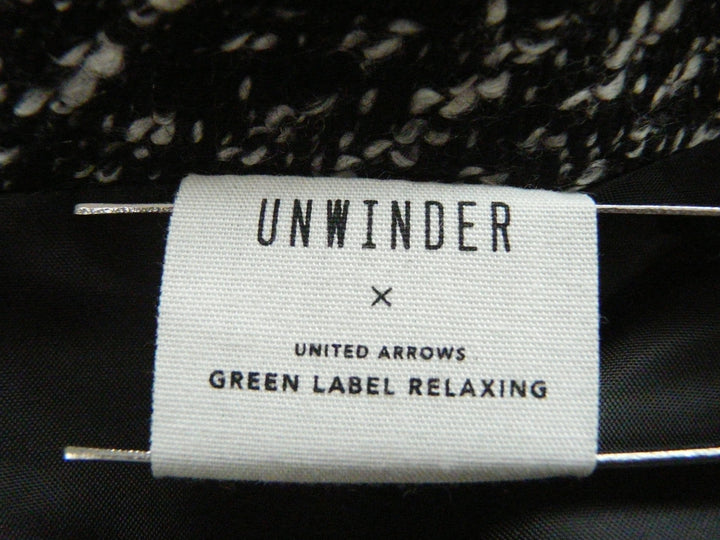 UNWINDER
×
UNITED ARROWS
GREEN LABEL RELAXING